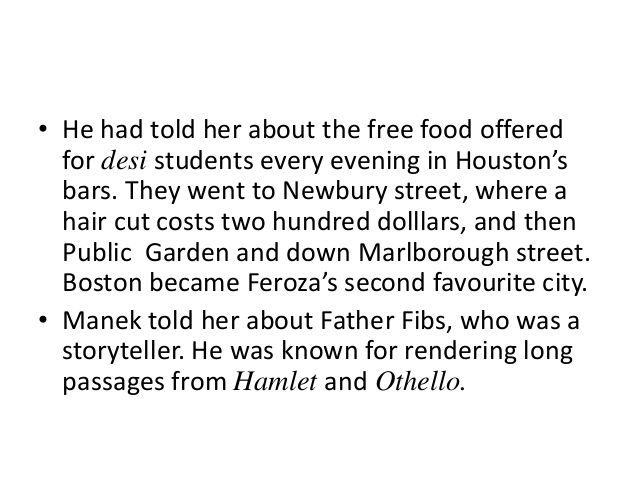 • He had told her about the free food offered
for desi students every evening in Houston’s
bars. They went to Newbury street, where a
hair cut costs two hundred dolllars, and then
Public  Garden and down Marlborough street.
Boston became Feroza’s second favourite city.
• Manek told her about Father Fibs, who was a
storyteller. He was known for rendering long
passages from Hamlet and Othello.